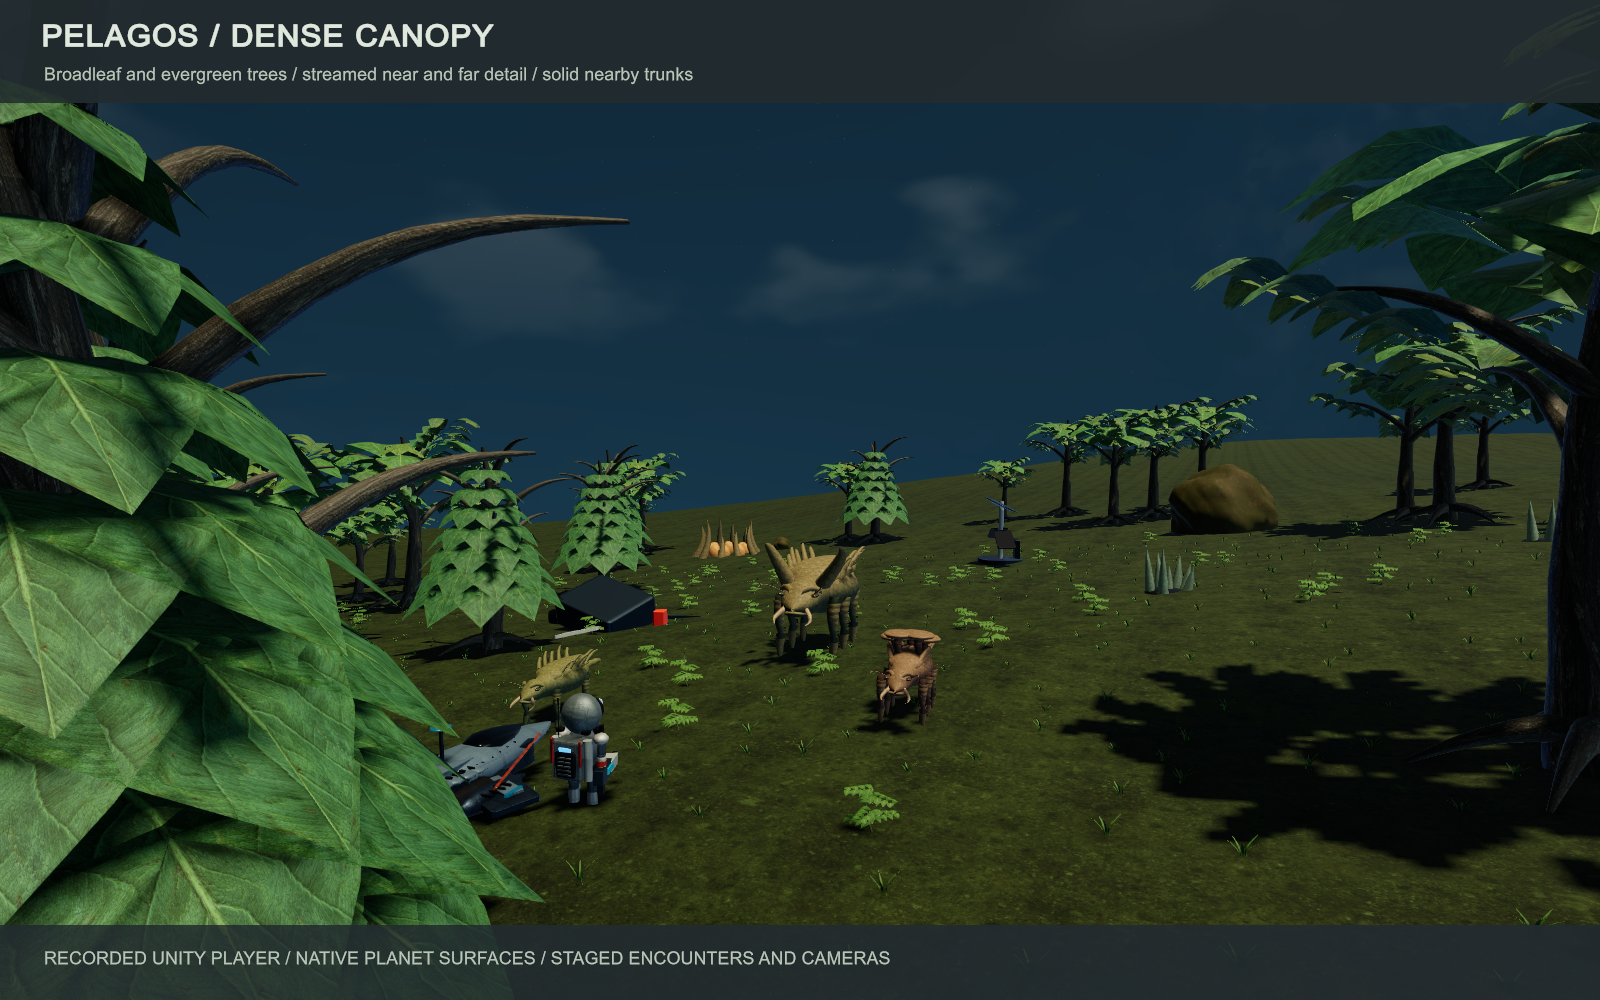 PELAGOS / DENSE CANOPY
Broadleaf and evergreen trees / streamed near and far detail / solid nearby trunks
RECORDED UNITY PLAYER / NATIVE PLANET SURFACES / STAGED ENCOUNTERS AND CAMERAS